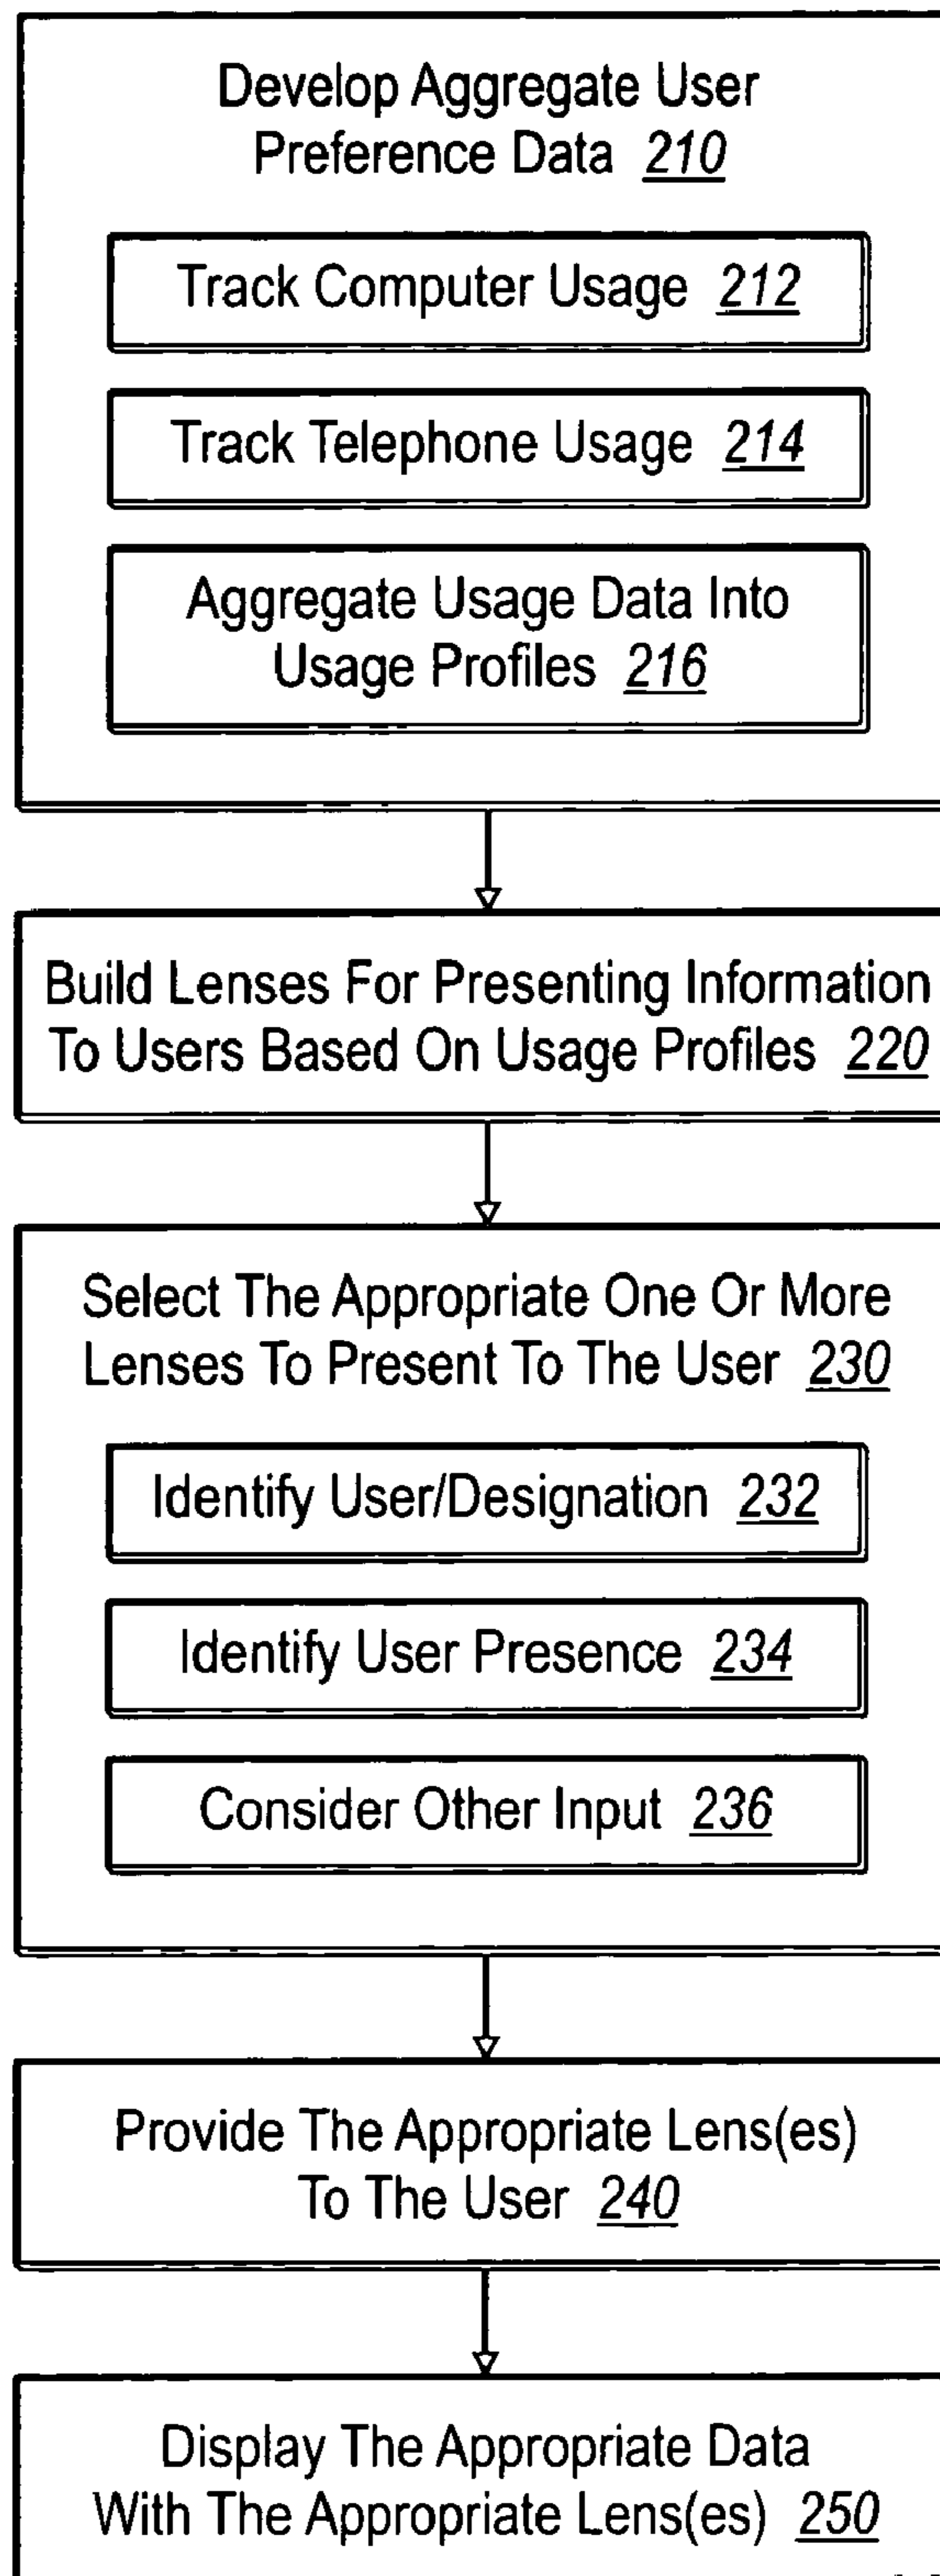 Develop Aggregate User
Preference Data 210
Track Computer Usage 212
Track Telephone Usage 214
Aggregate Usage Data Into
Usage Profiles 216
Build Lenses For Presenting Information
To Users Based On Usage Profiles 220
Select The Appropriate One Or More
Lenses To Present To The User 230
Identify User/Designation 232
Identify User Presence 234
Consider Other Input 236
Provide The Appropriate Lens(es)
To The User 240
Display The Appropriate Data
With The Appropriate Lens(es) 250